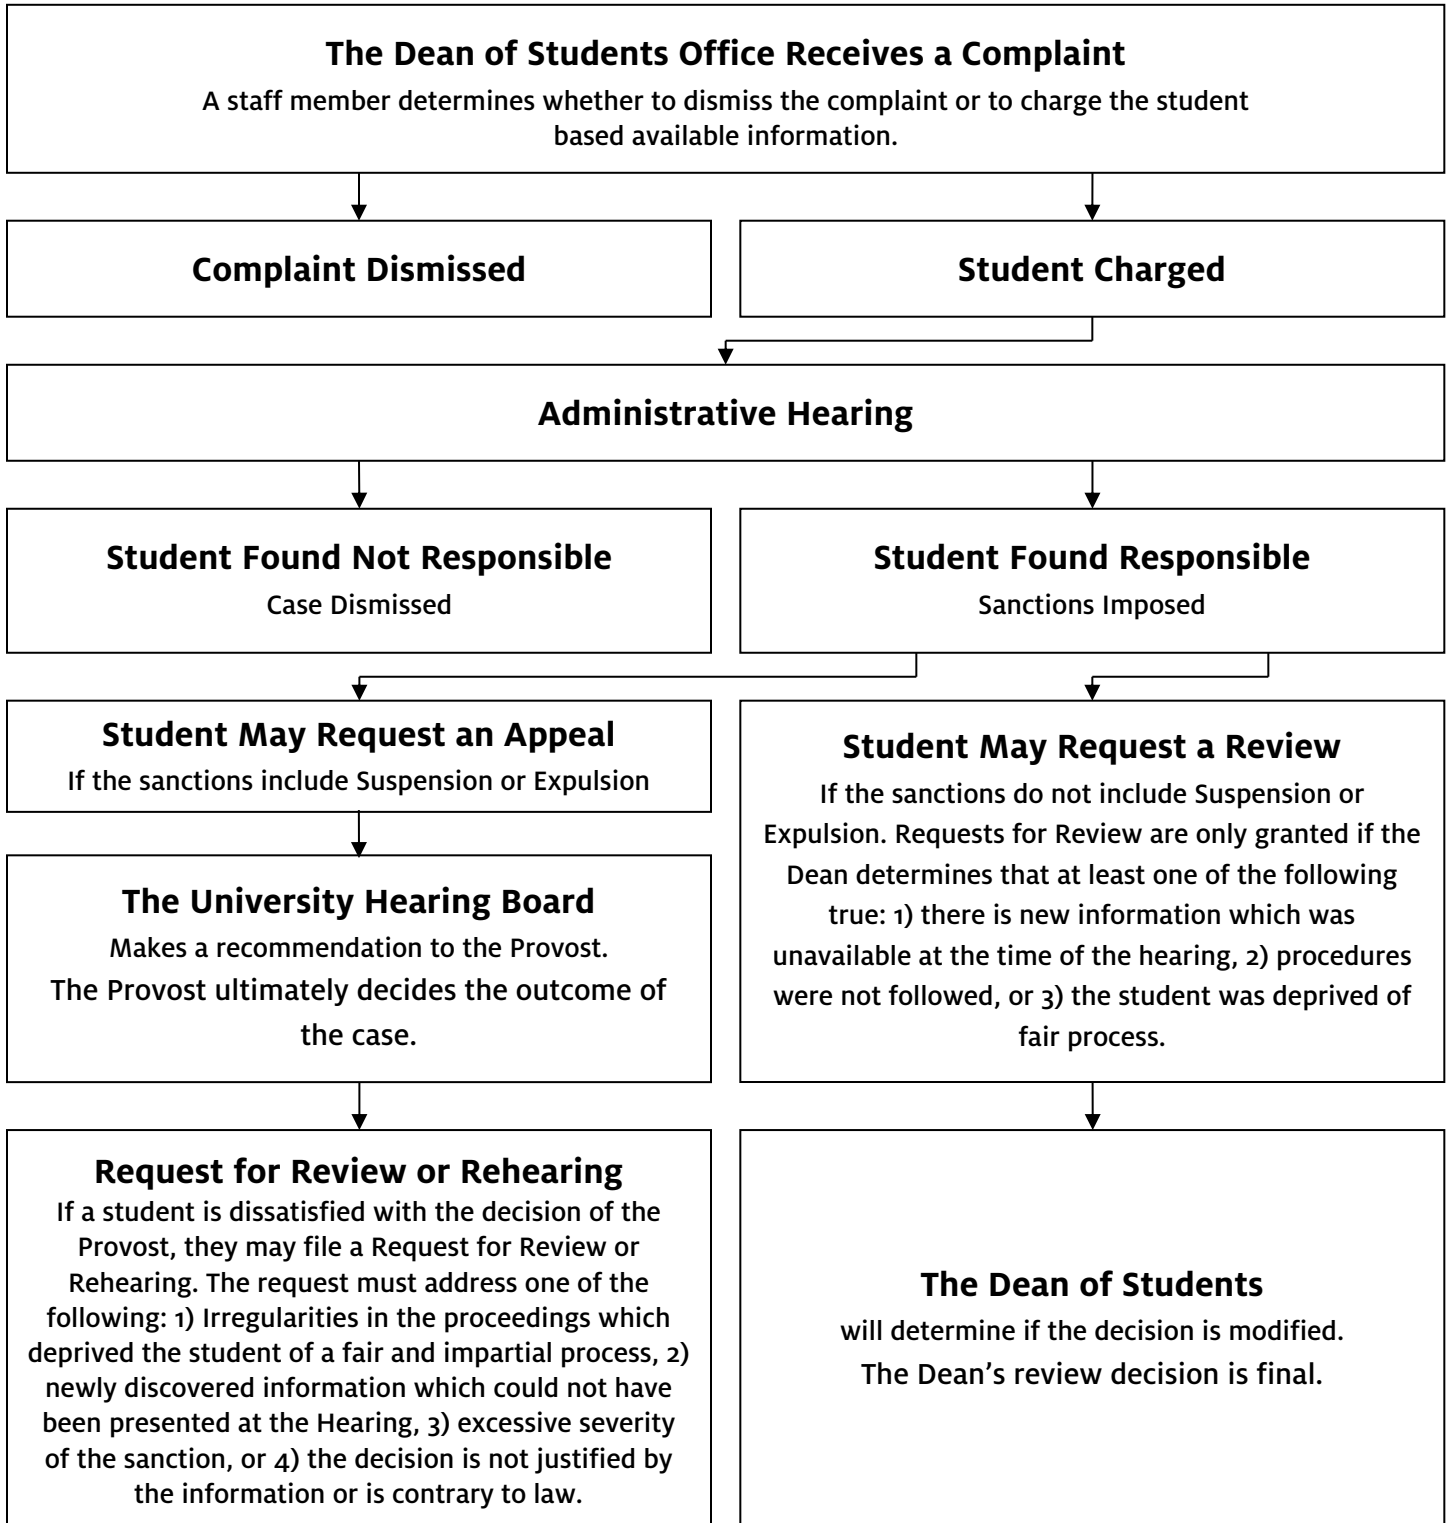 The Dean of Students Office Receives a Complaint
A staff member determines whether to dismiss the complaint or to charge the student
based available information.
Complaint Dismissed
Student Charged
Administrative Hearing
Student Found Not Responsible
Case Dismissed
Student Found Responsible
Sanctions Imposed
Student May Request an Appeal
If the sanctions include Suspension or Expulsion
Student May Request a Review
If the sanctions do not include Suspension or
Expulsion. Requests for Review are only granted if the
Dean determines that at least one of the following
true: 1) there is new information which was
unavailable at the time of the hearing, 2) procedures
were not followed, or 3) the student was deprived of
fair process.
The University Hearing Board
Makes a recommendation to the Provost.
The Provost ultimately decides the outcome of
the case.
Request for Review or Rehearing
If a student is dissatisfied with the decision of the
Provost, they may file a Request for Review or
Rehearing. The request must address one of the
following: 1) Irregularities in the proceedings which
deprived the student of a fair and impartial process, 2)
newly discovered information which could not have
been presented at the Hearing, 3) excessive severity
of the sanction, or 4) the decision is not justified by
the information or is contrary to law.
The Dean of Students
will determine if the decision is modified.
The Dean’s review decision is final.